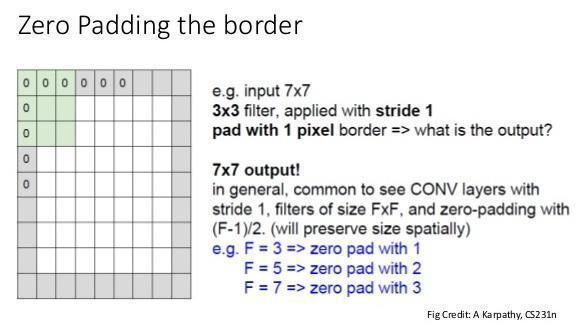 Zero Padding the border
0 0 0 0 0 0
0
0
0
0
e.g. input 7x7
3x3 filter, applied with stride 1
pad with 1 pixel border => what is the output?
7x7 output!
in general, common to see CONV layers with
stride 1, filters of size FxF, and zero-padding with
(F-1)/2. (will preserve size spatially)
e.g. F = 3 => zero pad with 1
F = 5 => zero pad with 2
F = 7 => zero pad with 3
Fig Credit: A Karpathy, CS231n